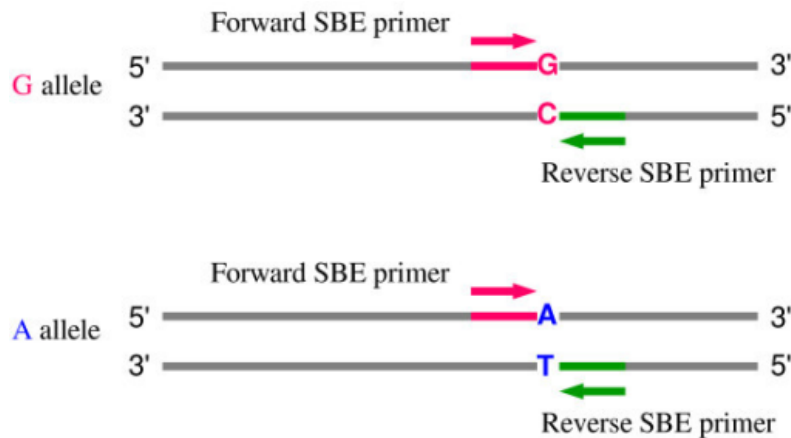 Forward SBE primer
5' G 3'
G allele
3' C 5'
Reverse SBE primer
Forward SBE primer
5' A 3'
A allele
3' T 5'
Reverse SBE primer